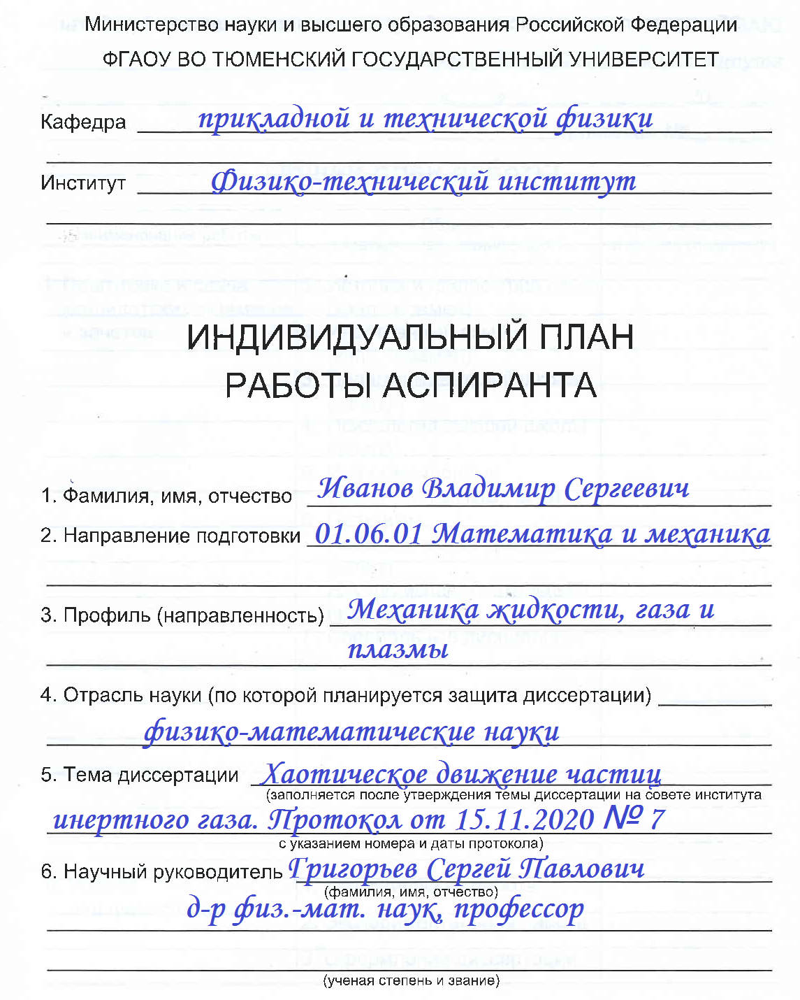 Министерство науки и высшего образования Российской Федерации
ФГАОУ ВО ТЮМЕНСКИЙ ГОСУДАРСТВЕННЫЙ УНИВЕРСИТЕТ
Кафедра прикладной и технической физики
Институт Физико-технический институт
ИНДИВИДУАЛЬНЫЙ ПЛАН
РАБОТЫ АСПИРАНТА
1. Фамилия, имя, отчество Иванов Владимир Сергеевич
2. Направление подготовки 01.06.01 Математика и механика
3. Профиль (направленность) Механика жидкости, газа и
плазмы
4. Отрасль науки (по которой планируется защита диссертации)
физико-математические науки
5. Тема диссертации Хаотическое движение частиц
(заполняется после утверждения темы диссертации на совете института
инертного газа. Протокол от 15.11.2020 № 7
с указанием номера и даты протокола)
6. Научный руководитель Григорьев Сергей Павлович
(фамилия, имя, отчество)
д-р физ.-мат. наук, профессор
(ученая степень и звание)